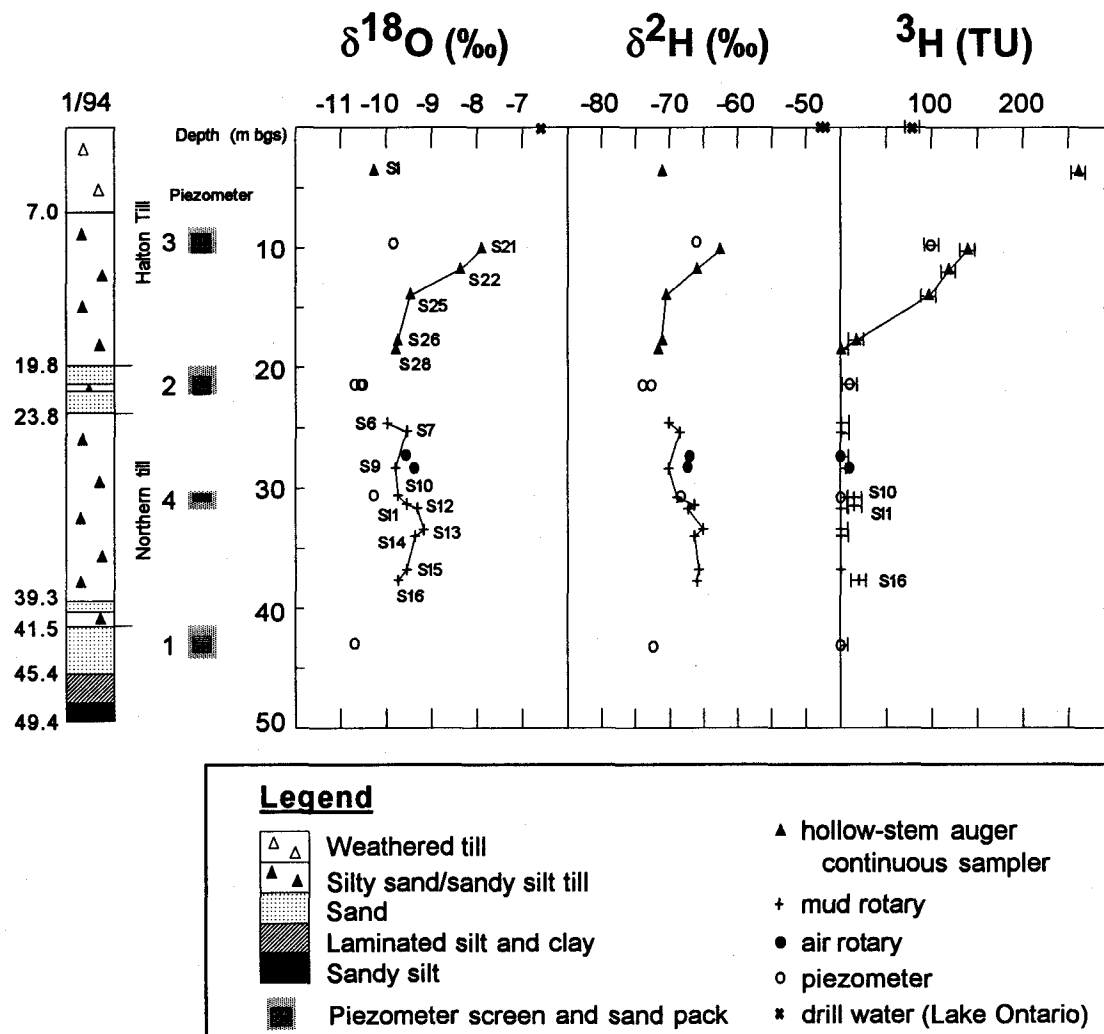 δ18O (‰) δ2H (‰) 3H (TU)
1/94 -11 -10 -9 -8 -7 -80 -70 -60 -50 100 200
Depth (m bgs)
S1
Piezometer
7.0
Halton Till
3 10 S21
S22
S25
S26
19.8 S28
20
2
23.8
S6 S7
S9
Northern till
4 30 S10 S10
S11 S12 S11
S13
S14
S15
S16 S16
39.3
40
41.5
1
45.4
49.4 50
Legend
Weathered till
Silty sand/sandy silt till
Sand
Laminated silt and clay
Sandy silt
Piezometer screen and sand pack
hollow-stem auger
continuous sampler
mud rotary
air rotary
piezometer
drill water (Lake Ontario)